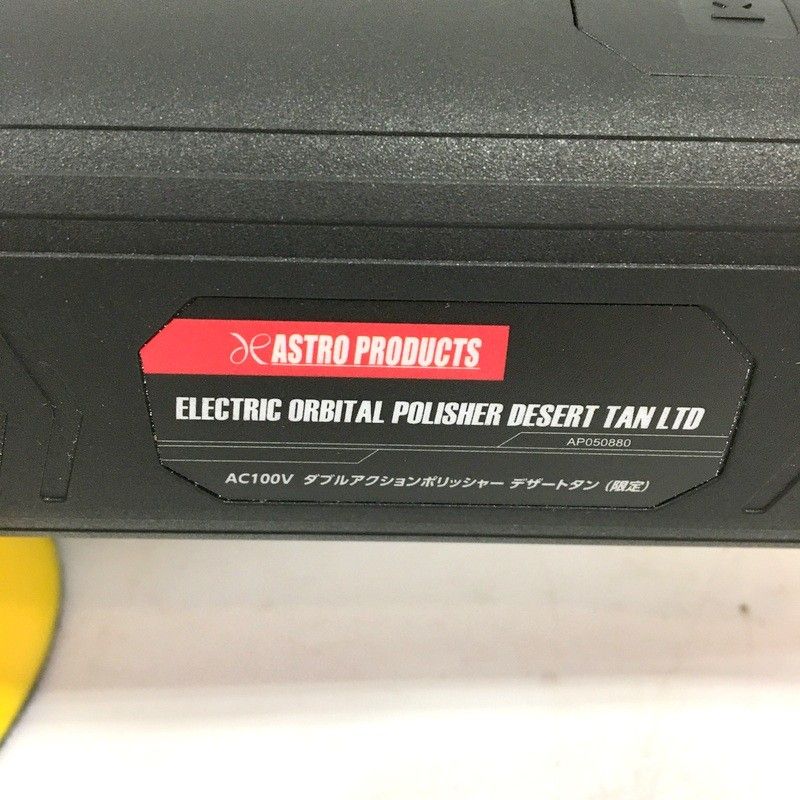 K
ASTRO PRODUCTS
ELECTRIC ORBITAL POLISHER DESERT TAN LTD
AP050880
AC100V ダブルアクションポリッシャー デザートタン (限定)